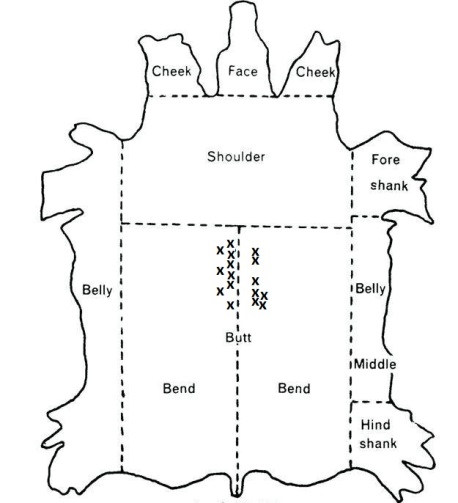 Cheek
Face
Cheek
Shoulder
Fore
shank
Belly
Belly
Butt
Middle
Bend
Bend
Hind
shank